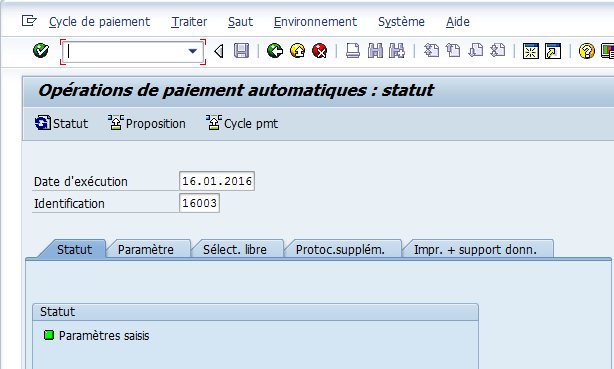 Cycle de paiement Traiter Saut Environnement Système Aide
Opérations de paiement automatiques : statut
Statut Proposition Cycle pmt
Date d'exécution 16.01.2016
Identification 16003
Statut Paramètre Sélect. libre Protoc.supplém. Impr. + support donn.
Statut
Paramètres saisis